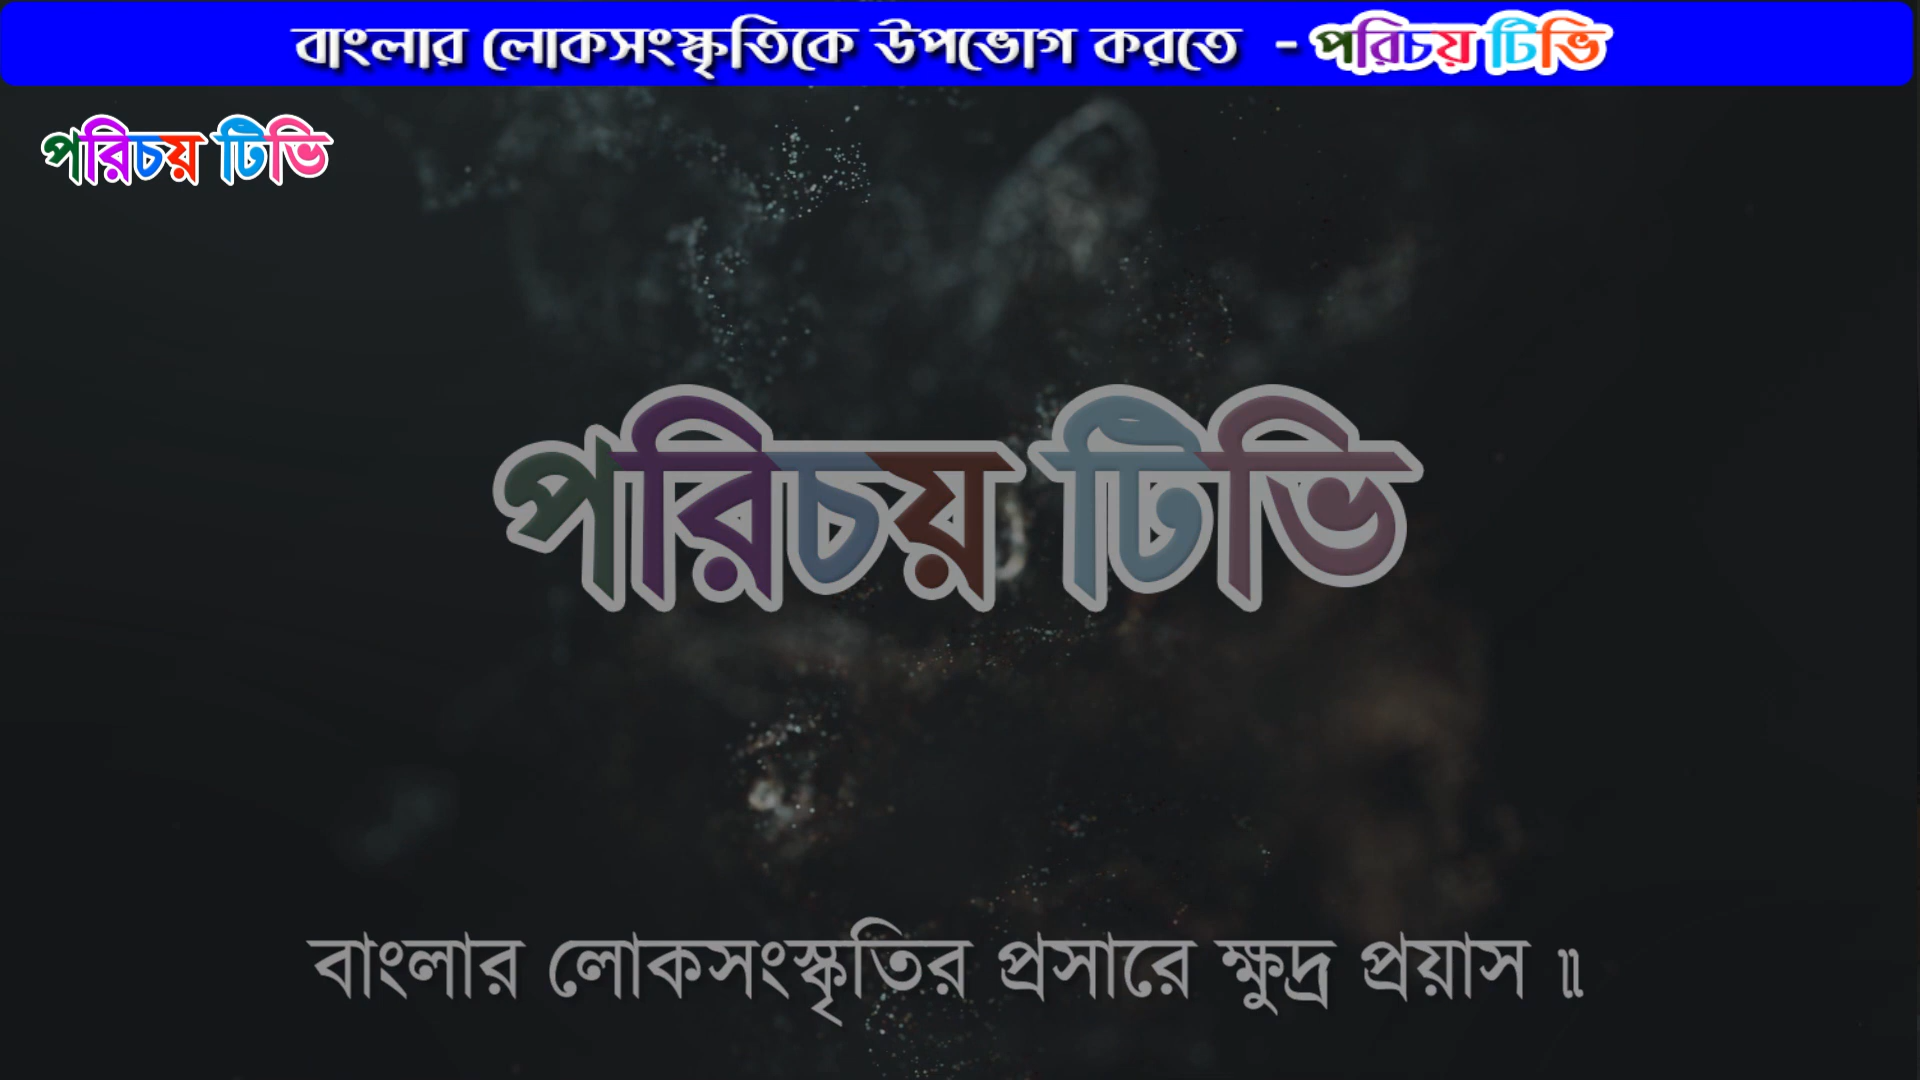 বাংলার লোকসংস্কৃতিকে উপভোগ করতে - পরিচয় টিভি
পরিচয় টিভি
পরিচয় টিভি
বাংলার লোকসংস্কৃতির প্রসারে ক্ষুদ্র প্রয়াস ॥